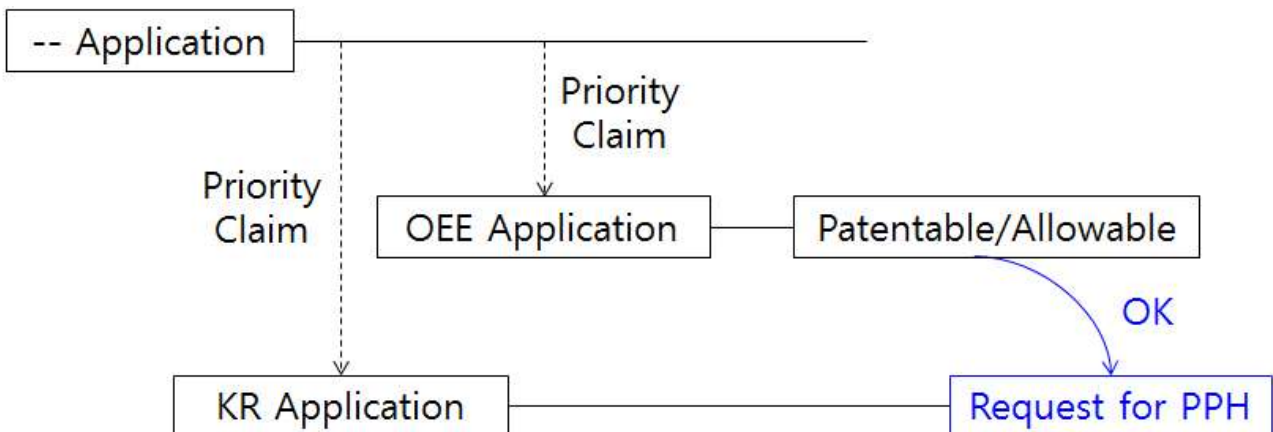 -- Application
Priority
Claim
Priority
Claim
OEE Application
Patentable/Allowable
OK
KR Application
Request for PPH